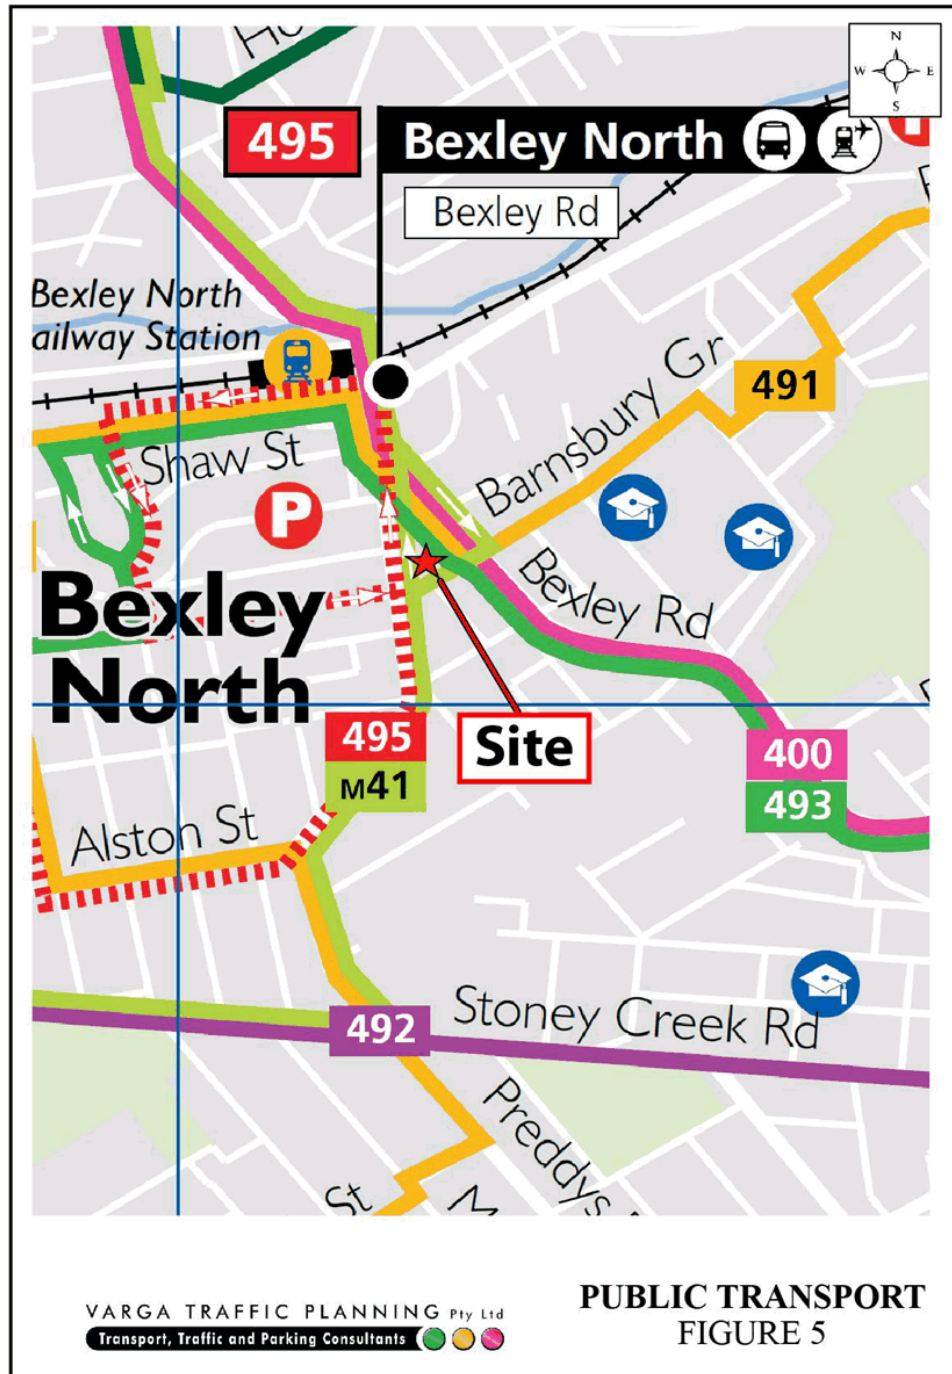 N
W E
S
495
Bexley North
Bexley Rd
Bexley North
ailway Station
Barnsbury Gr
491
Shaw St
P
Bexley Rd
Bexley
North
Site
495
M41
400
493
Alston St
492
Stoney Creek Rd
Preddys
St
VARGA TRAFFIC PLANNING Pty Ltd
Transport, Traffic and Parking Consultants
PUBLIC TRANSPORT
FIGURE 5